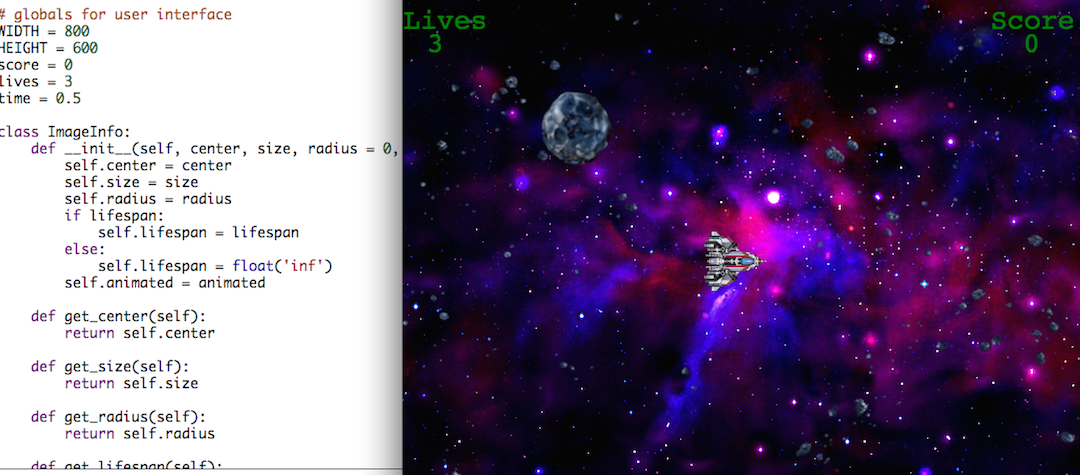 # globals for user interface
WIDTH = 800
HEIGHT = 600
score = 0
lives = 3
time = 0.5
class ImageInfo:
def __init__(self, center, size, radius = 0,
self.center = center
self.size = size
self.radius = radius
if lifespan:
self.lifespan = lifespan
else:
self.lifespan = float('inf')
self.animated = animated
def get_center(self):
return self.center
def get_size(self):
return self.size
def get_radius(self):
return self.radius
def get_lifespan(self):
Lives
3
Score
0